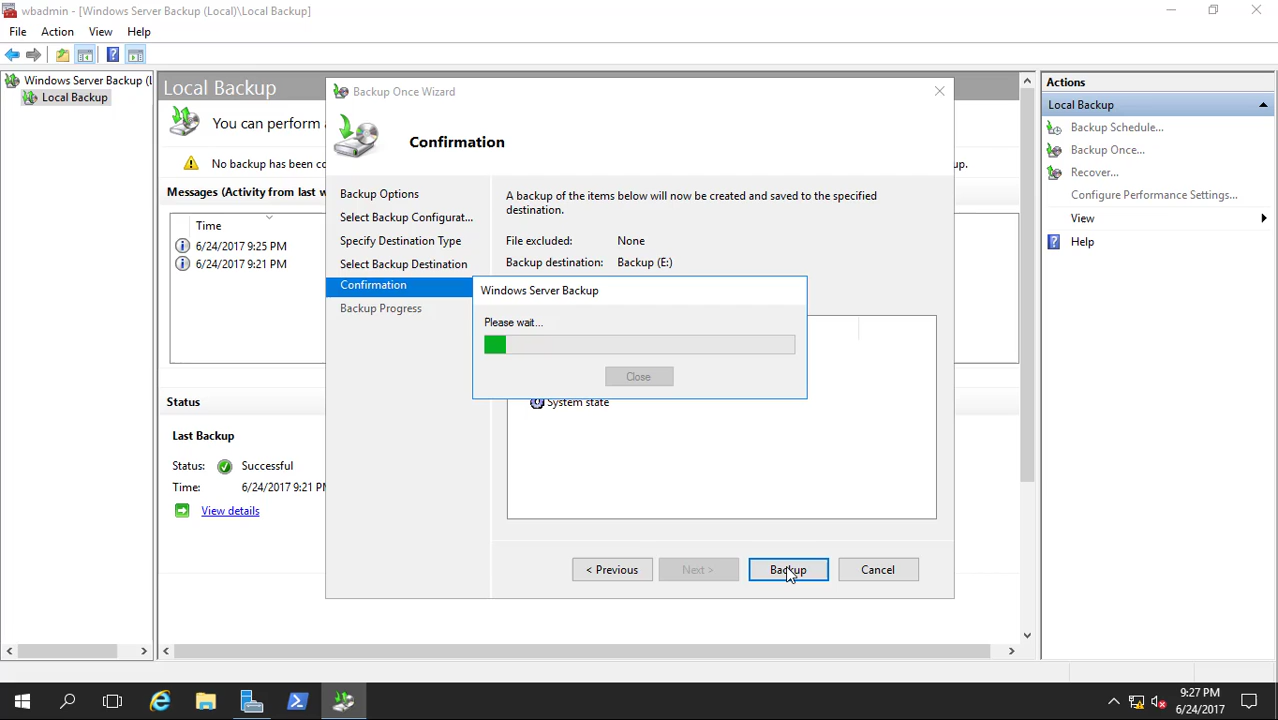 wbadmin - [Windows Server Backup (Local)\Local Backup]
File Action View Help
Windows Server Backup (L
Local Backup
Local Backup
You can perform a
No backup has been co
up.
Messages (Activity from last w
Time
6/24/2017 9:25 PM
6/24/2017 9:21 PM
Status
Last Backup
Status: Successful
Time: 6/24/2017 9:21 PM
View details
Backup Once Wizard
Confirmation
Backup Options
Select Backup Configurat...
Specify Destination Type
Select Backup Destination
Confirmation
Backup Progress
A backup of the items below will now be created and saved to the specified
destination.
File excluded: None
Backup destination: Backup (E:)
Windows Server Backup
Please wait...
Close
System state
< Previous
Next >
Backup
Cancel
Actions
Local Backup
Backup Schedule...
Backup Once...
Recover...
Configure Performance Settings...
View
Help
9:27 PM
6/24/2017